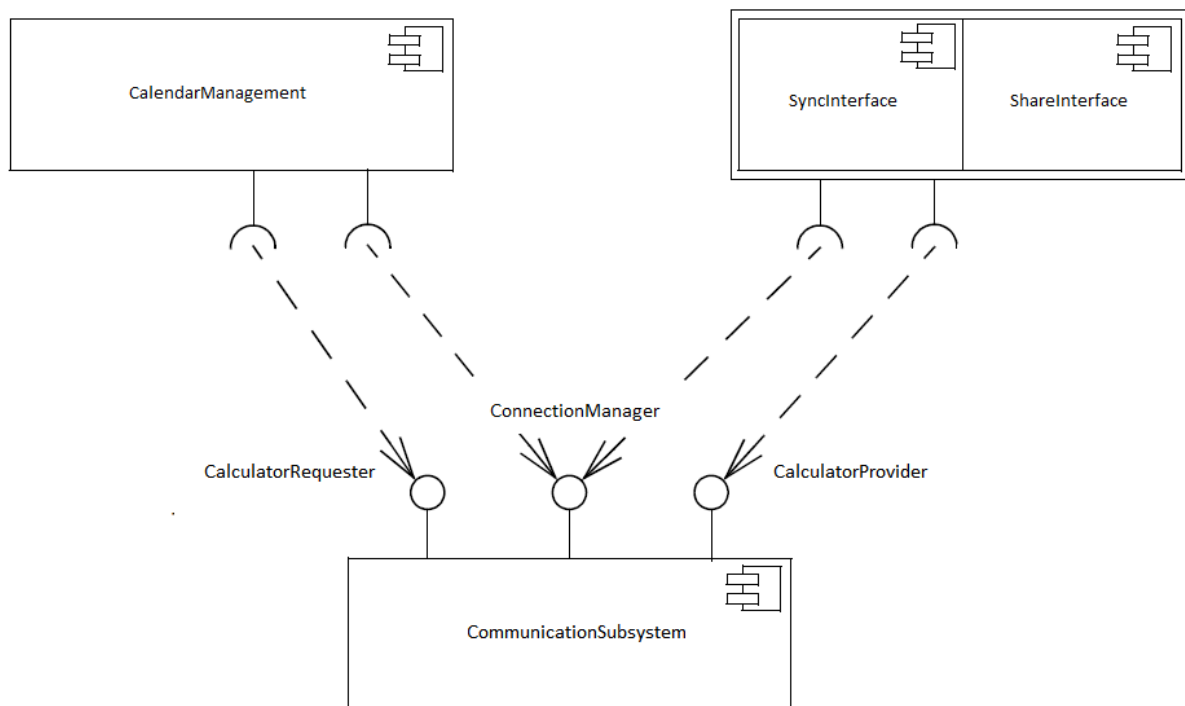 CalendarManagement
SyncInterface
ShareInterface
ConnectionManager
CalculatorRequester
CalculatorProvider
CommunicationSubsystem